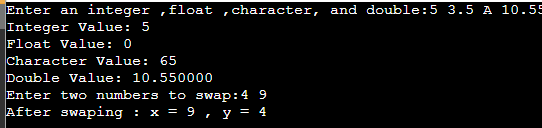 Enter an integer ,float ,character, and double:5 3.5 A 10.55
Integer Value: 5
Float Value: 0
Character Value: 65
Double Value: 10.550000
Enter two numbers to swap:4 9
After swaping : x = 9 , y = 4